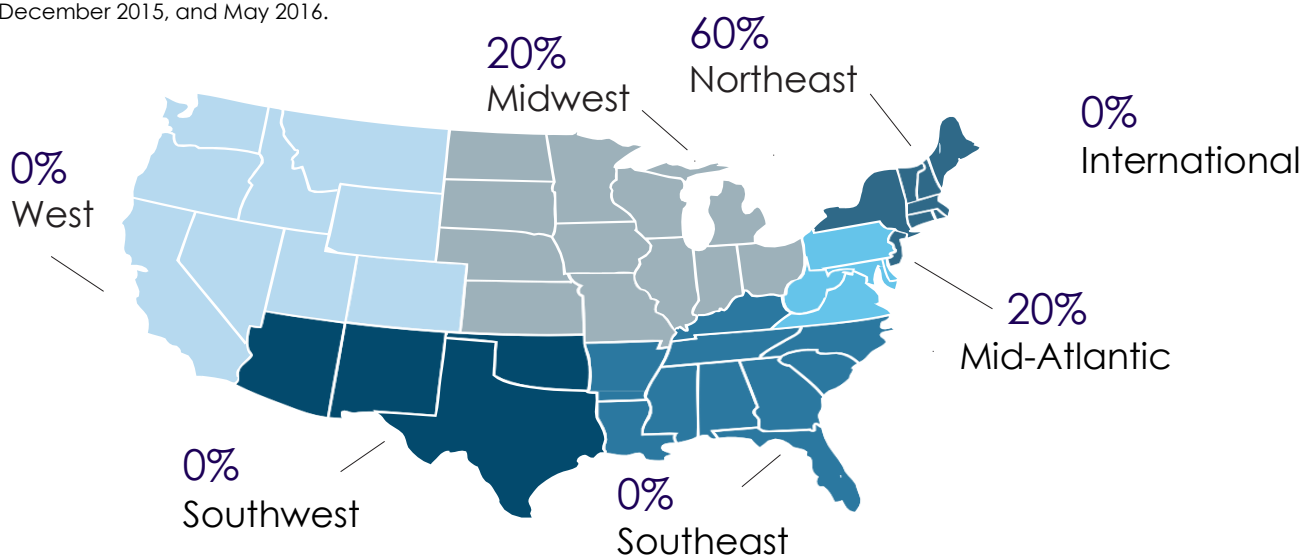 December 2015, and May 2016.
60%
Northeast
20%
Midwest
0%
International
0%
West
20%
Mid-Atlantic
0%
Southwest
0%
Southeast